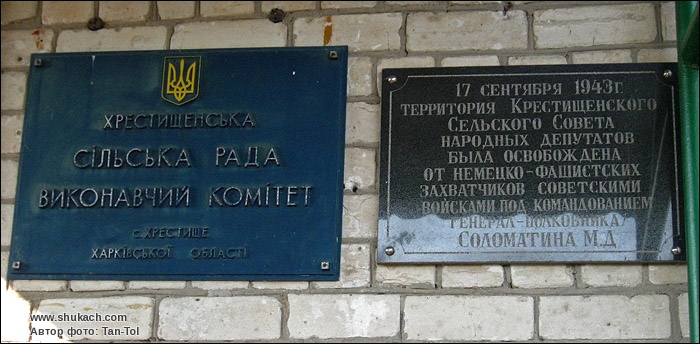 ХРЕСТИЩЕНСЬКА
СІЛЬСЬКА РАДА
ВИКОНАВЧИЙ КОМІТЕТ
с. ХРЕСТИЩЕ
ХАРКІВСЬКОЇ ОБЛАСТІ
17 СЕНТЯБРЯ 1943г.
ТЕРРИТОРИЯ КРЕСТИЩЕНСКОГО
СЕЛЬСКОГО СОВЕТА
НАРОДНЫХ ДЕПУТАТОВ
БЫЛА ОСВОБОЖДЕНА
ОТ НЕМЕЦКО-ФАШИСТСКИХ
ЗАХВАТЧИКОВ СОВЕТСКИМИ
ВОЙСКАМИ ПОД КОМАНДОВАНИЕМ
ГЕНЕРАЛ-ПОЛКОВНИКА
СОЛОМАТИНА М.Д
www.shukach.com
Автор фото: Tan-Tol